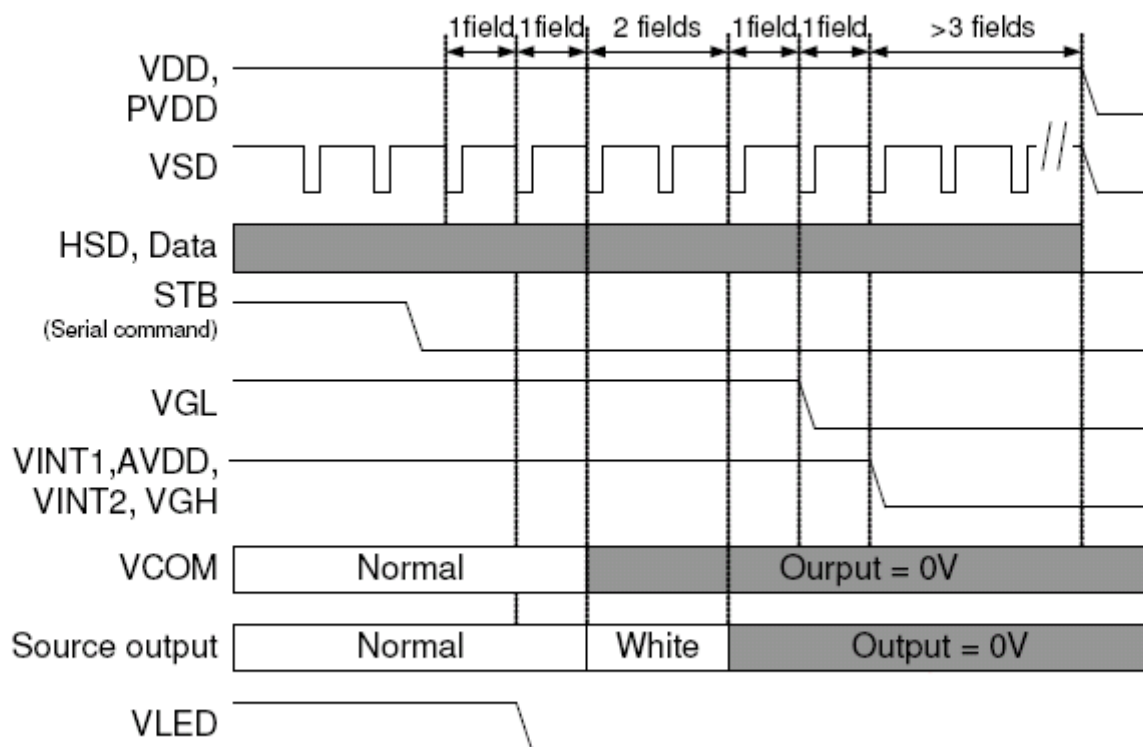 1field 1field 2 fields 1field 1field >3 fields
VDD,
PVDD
VSD
HSD, Data
STB
(Serial command)
VGL
VINT1,AVDD,
VINT2, VGH
VCOM Normal Ourput = 0V
Source output Normal White Output = 0V
VLED